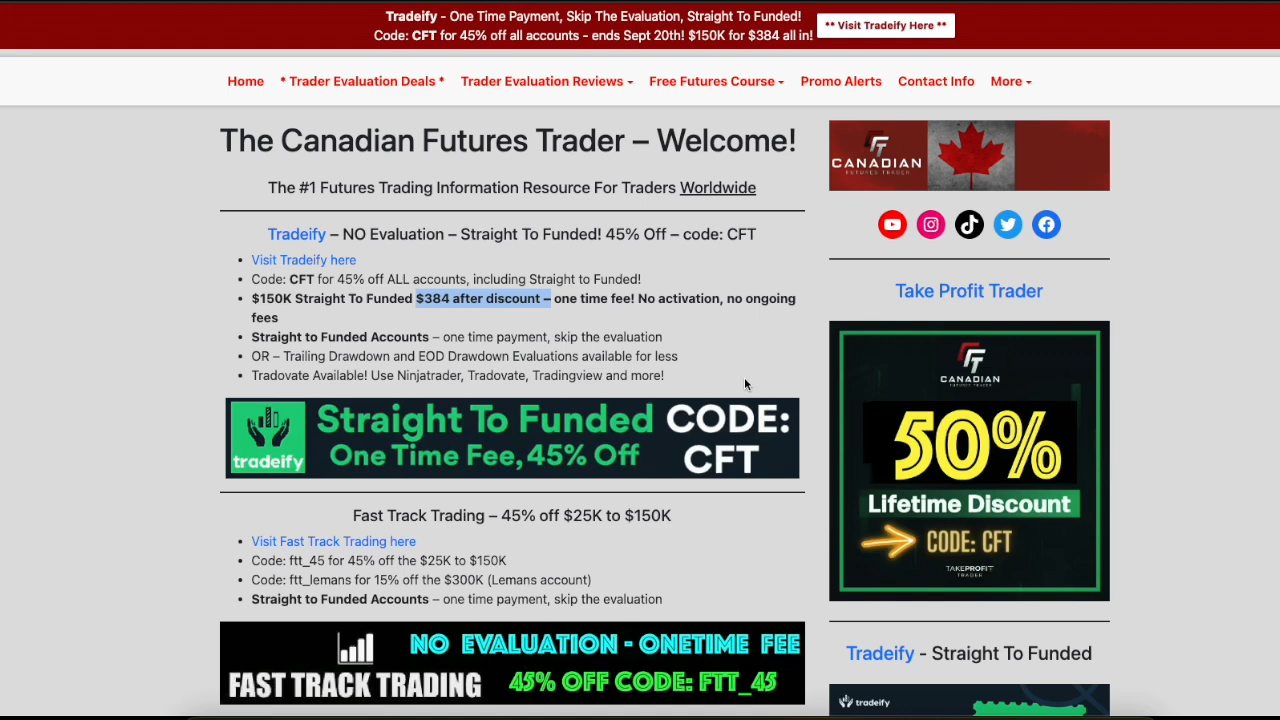 Tradeify - One Time Payment, Skip The Evaluation, Straight To Funded!
Code: CFT for 45% off all accounts - ends Sept 20th! $150K for $384 all in!
** Visit Tradeify Here **
Home
* Trader Evaluation Deals *
Trader Evaluation Reviews
Free Futures Course
Promo Alerts
Contact Info
More
The Canadian Futures Trader – Welcome!
The #1 Futures Trading Information Resource For Traders Worldwide
Tradeify – NO Evaluation – Straight To Funded! 45% Off – code: CFT
• Visit Tradeify here
• Code: CFT for 45% off ALL accounts, including Straight to Funded!
• $150K Straight To Funded $384 after discount – one time fee! No activation, no ongoing
fees
• Straight to Funded Accounts – one time payment, skip the evaluation
• OR – Trailing Drawdown and EOD Drawdown Evaluations available for less
• Tradovate Available! Use Ninjatrader, Tradovate, Tradingview and more!
tradeify
Straight To Funded
One Time Fee, 45% Off
CODE:
CFT
Fast Track Trading – 45% off $25K to $150K
• Visit Fast Track Trading here
• Code: ftt_45 for 45% off the $25K to $150K
• Code: ftt_lemans for 15% off the $300K (Lemans account)
• Straight to Funded Accounts – one time payment, skip the evaluation
FAST TRACK TRADING
NO EVALUATION - ONETIME FEE
45% OFF CODE: FTT_45
CANADIAN
FUTURES TRADER
Take Profit Trader
CANADIAN
FUTURES TRADER
50%
Lifetime Discount
CODE: CFT
TAKEPROFIT
TRADER
Tradeify - Straight To Funded
tradeify